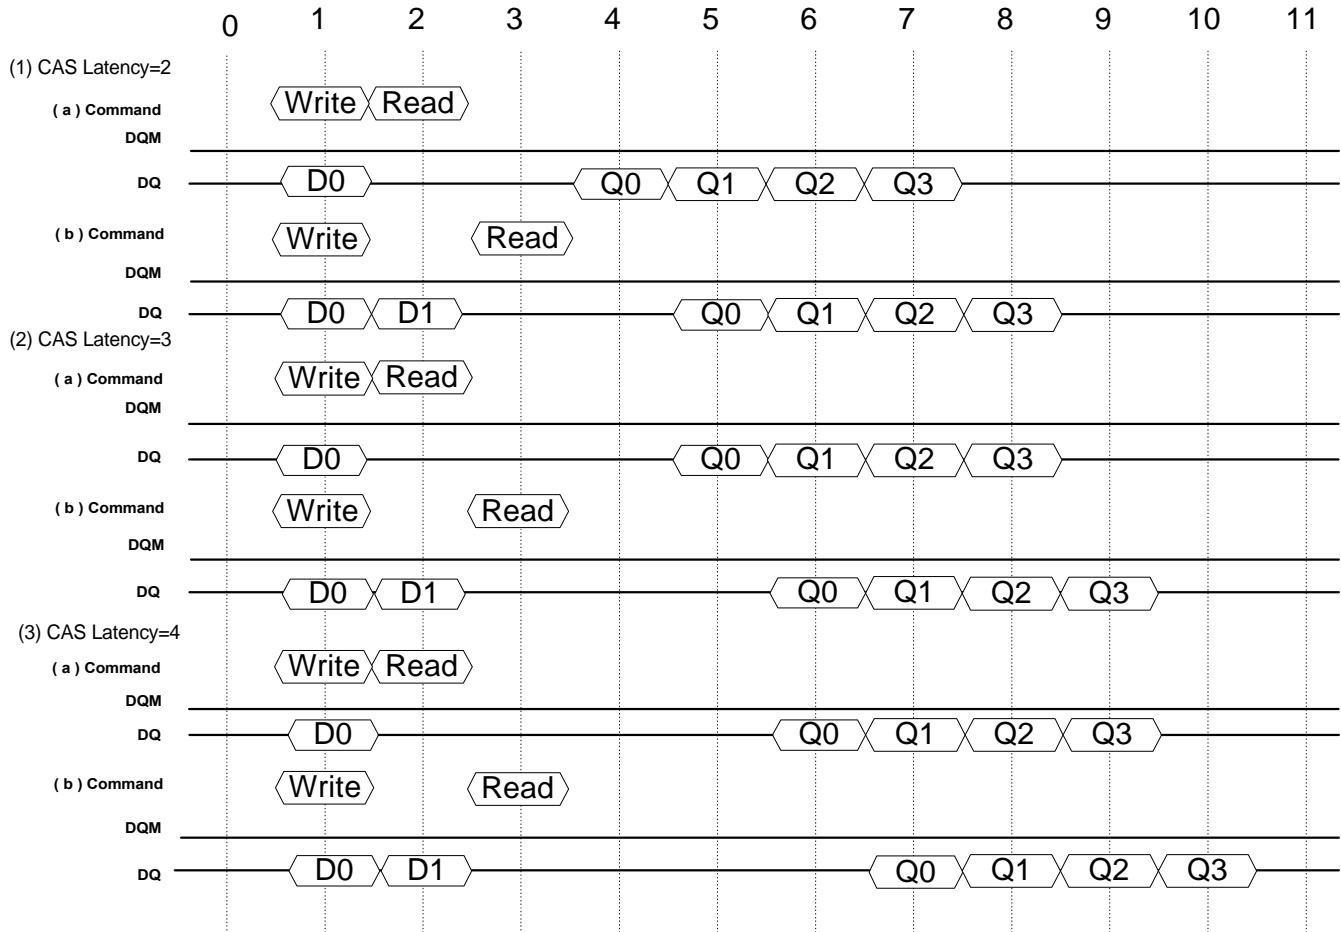 0 1 2 3 4 5 6 7 8 9 10 11
(1) CAS Latency=2
( a ) Command Write Read
DQM
DQ D0 Q0 Q1 Q2 Q3
( b ) Command Write Read
DQM
DQ D0 D1 Q0 Q1 Q2 Q3
(2) CAS Latency=3
( a ) Command Write Read
DQM
DQ D0 Q0 Q1 Q2 Q3
( b ) Command Write Read
DQM
DQ D0 D1 Q0 Q1 Q2 Q3
(3) CAS Latency=4
( a ) Command Write Read
DQM
DQ D0 Q0 Q1 Q2 Q3
( b ) Command Write Read
DQM
DQ D0 D1 Q0 Q1 Q2 Q3